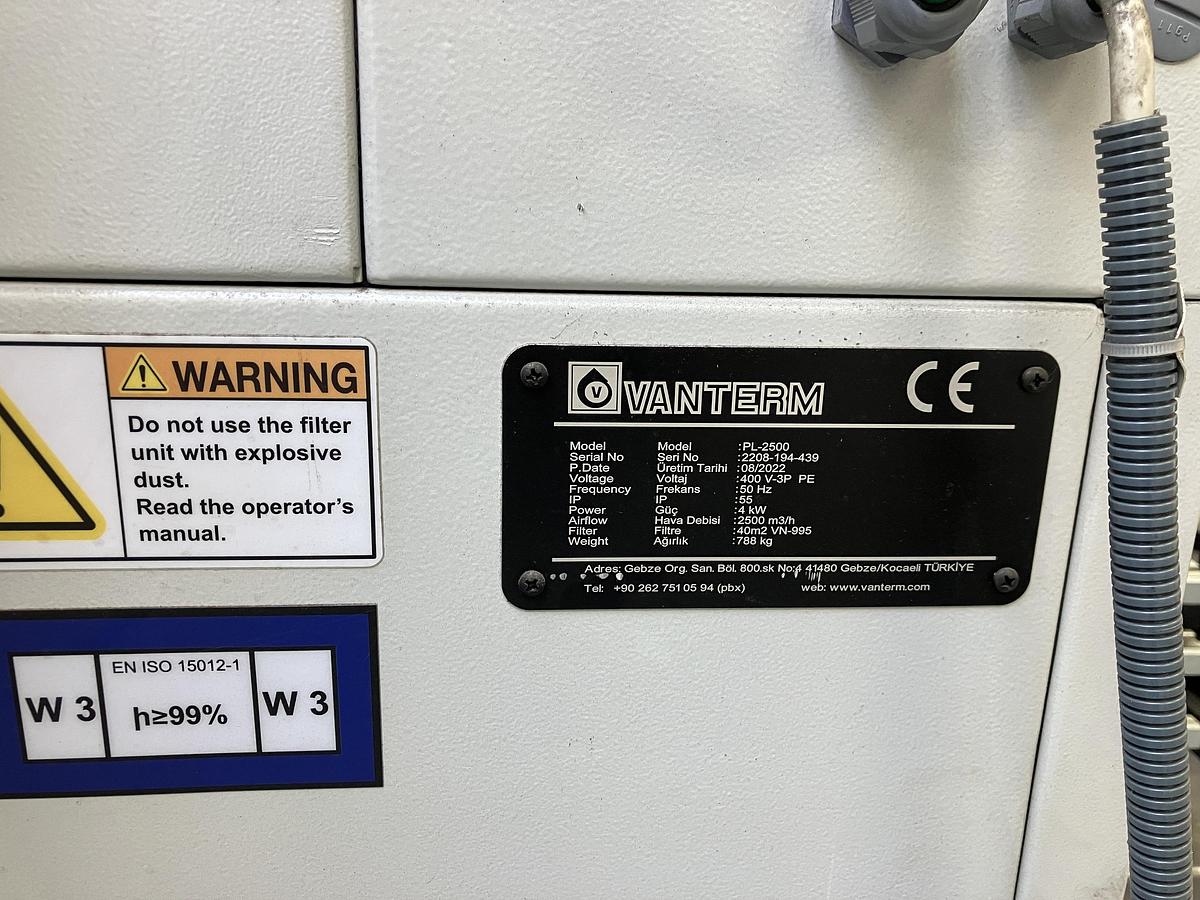 Pg11
WARNING
Do not use the filter
unit with explosive
dust.
Read the operator's
manual.
EN ISO 15012-1
W 3
h≥99%
W 3
V VANTERM CE
Model Model :PL-2500
Serial No Seri No :2208-194-439
P.Date Üretim Tarihi :08/2022
Voltage Voltaj :400 V-3P PE
Frequency Frekans :50 Hz
IP IP :55
Power Güç :4 kW
Airflow Hava Debisi :2500 m3/h
Filter Filtre :40m2 VN-995
Weight Ağırlık :788 kg
Adres: Gebze Org. San. Böl. 800.sk No:4 41480 Gebze/Kocaeli TÜRKİYE
Tel: +90 262 751 05 94 (pbx) web: www.vanterm.com